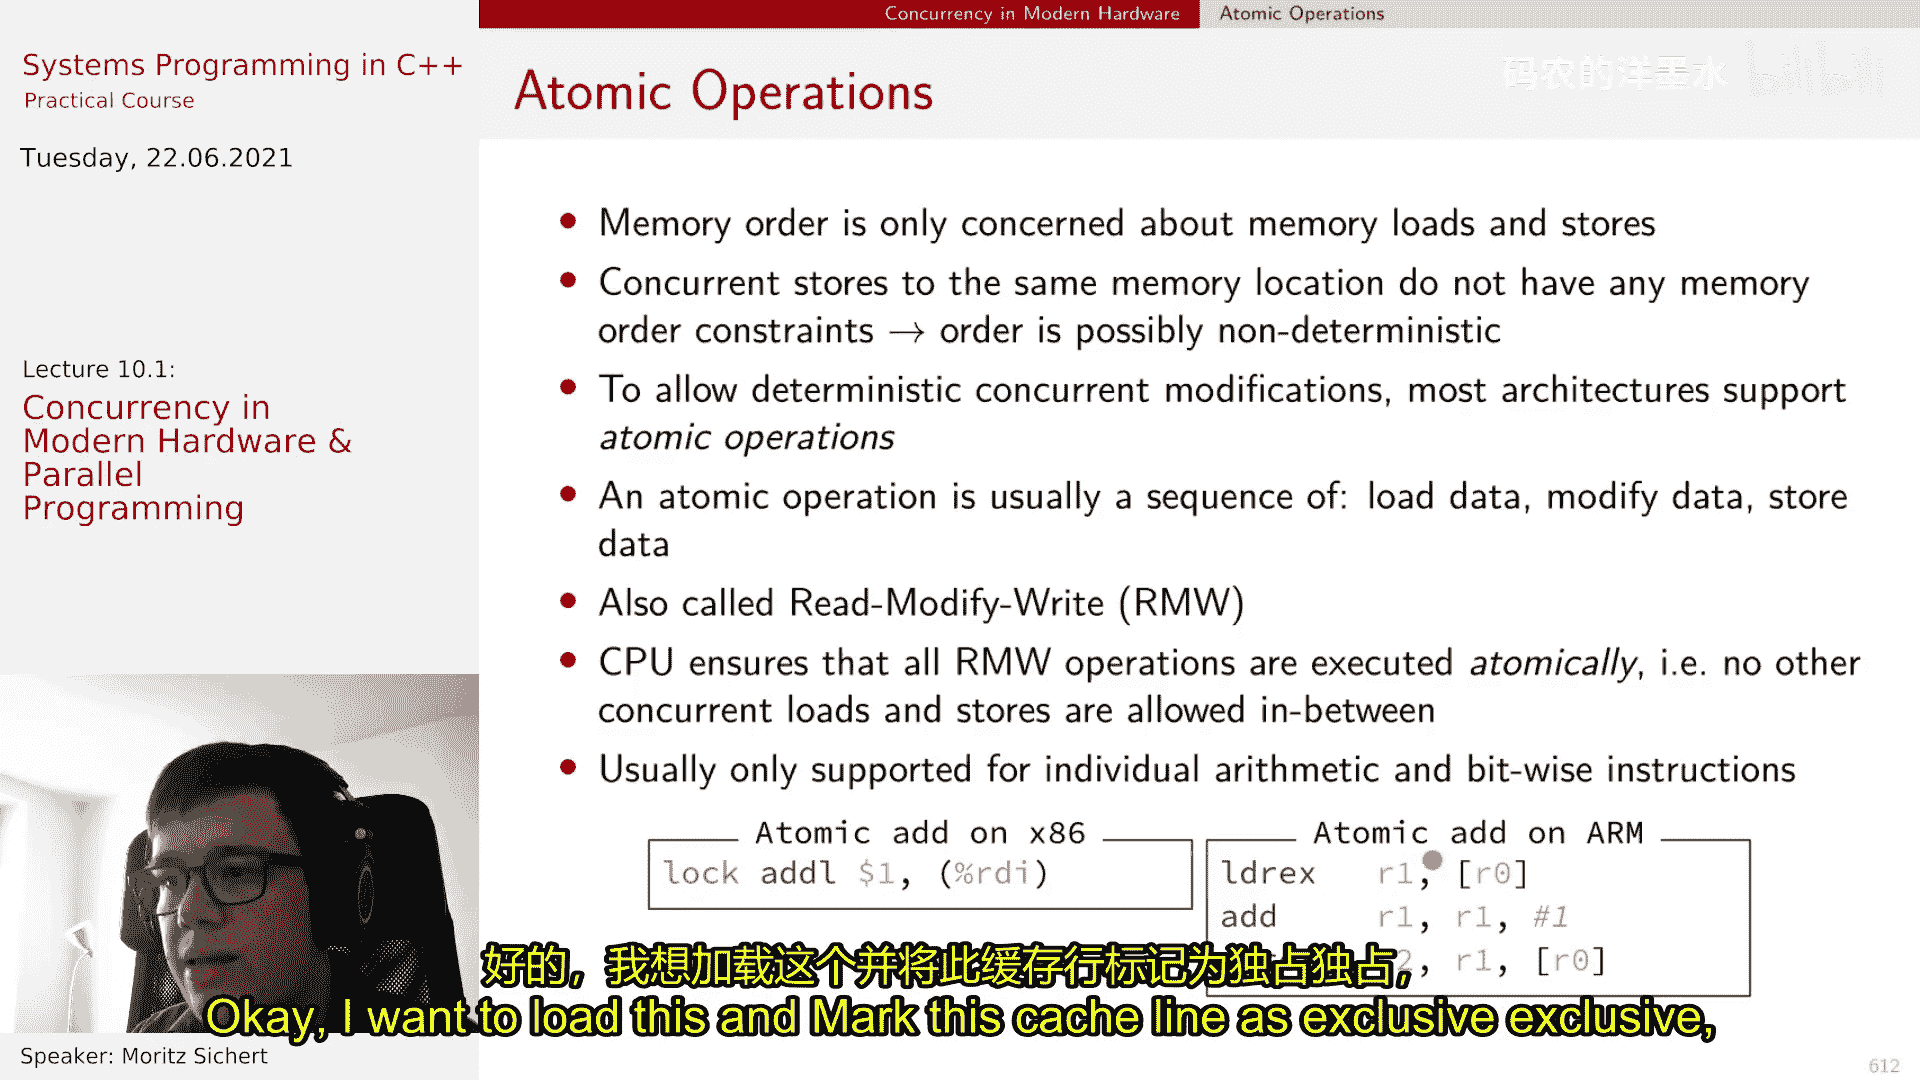 Concurrency in Modern Hardware Atomic Operations
Systems Programming in C++
Practical Course
Tuesday, 22.06.2021
Lecture 10.1:
Concurrency in
Modern Hardware &
Parallel
Programming
Atomic Operations
码农的洋墨水 bilibili
• Memory order is only concerned about memory loads and stores
• Concurrent stores to the same memory location do not have any memory
order constraints → order is possibly non-deterministic
• To allow deterministic concurrent modifications, most architectures support
atomic operations
• An atomic operation is usually a sequence of: load data, modify data, store
data
• Also called Read-Modify-Write (RMW)
• CPU ensures that all RMW operations are executed atomically, i.e. no other
concurrent loads and stores are allowed in-between
• Usually only supported for individual arithmetic and bit-wise instructions
Atomic add on x86
lock addl $1, (%rdi)
Atomic add on ARM
ldrex r1, [r0]
add r1, r1, #1
r1, [r0]
好的，我想加载这个并将此缓存行标记为独占独占，
Okay, I want to load this and Mark this cache line as exclusive exclusive,
Speaker: Moritz Sichert
612